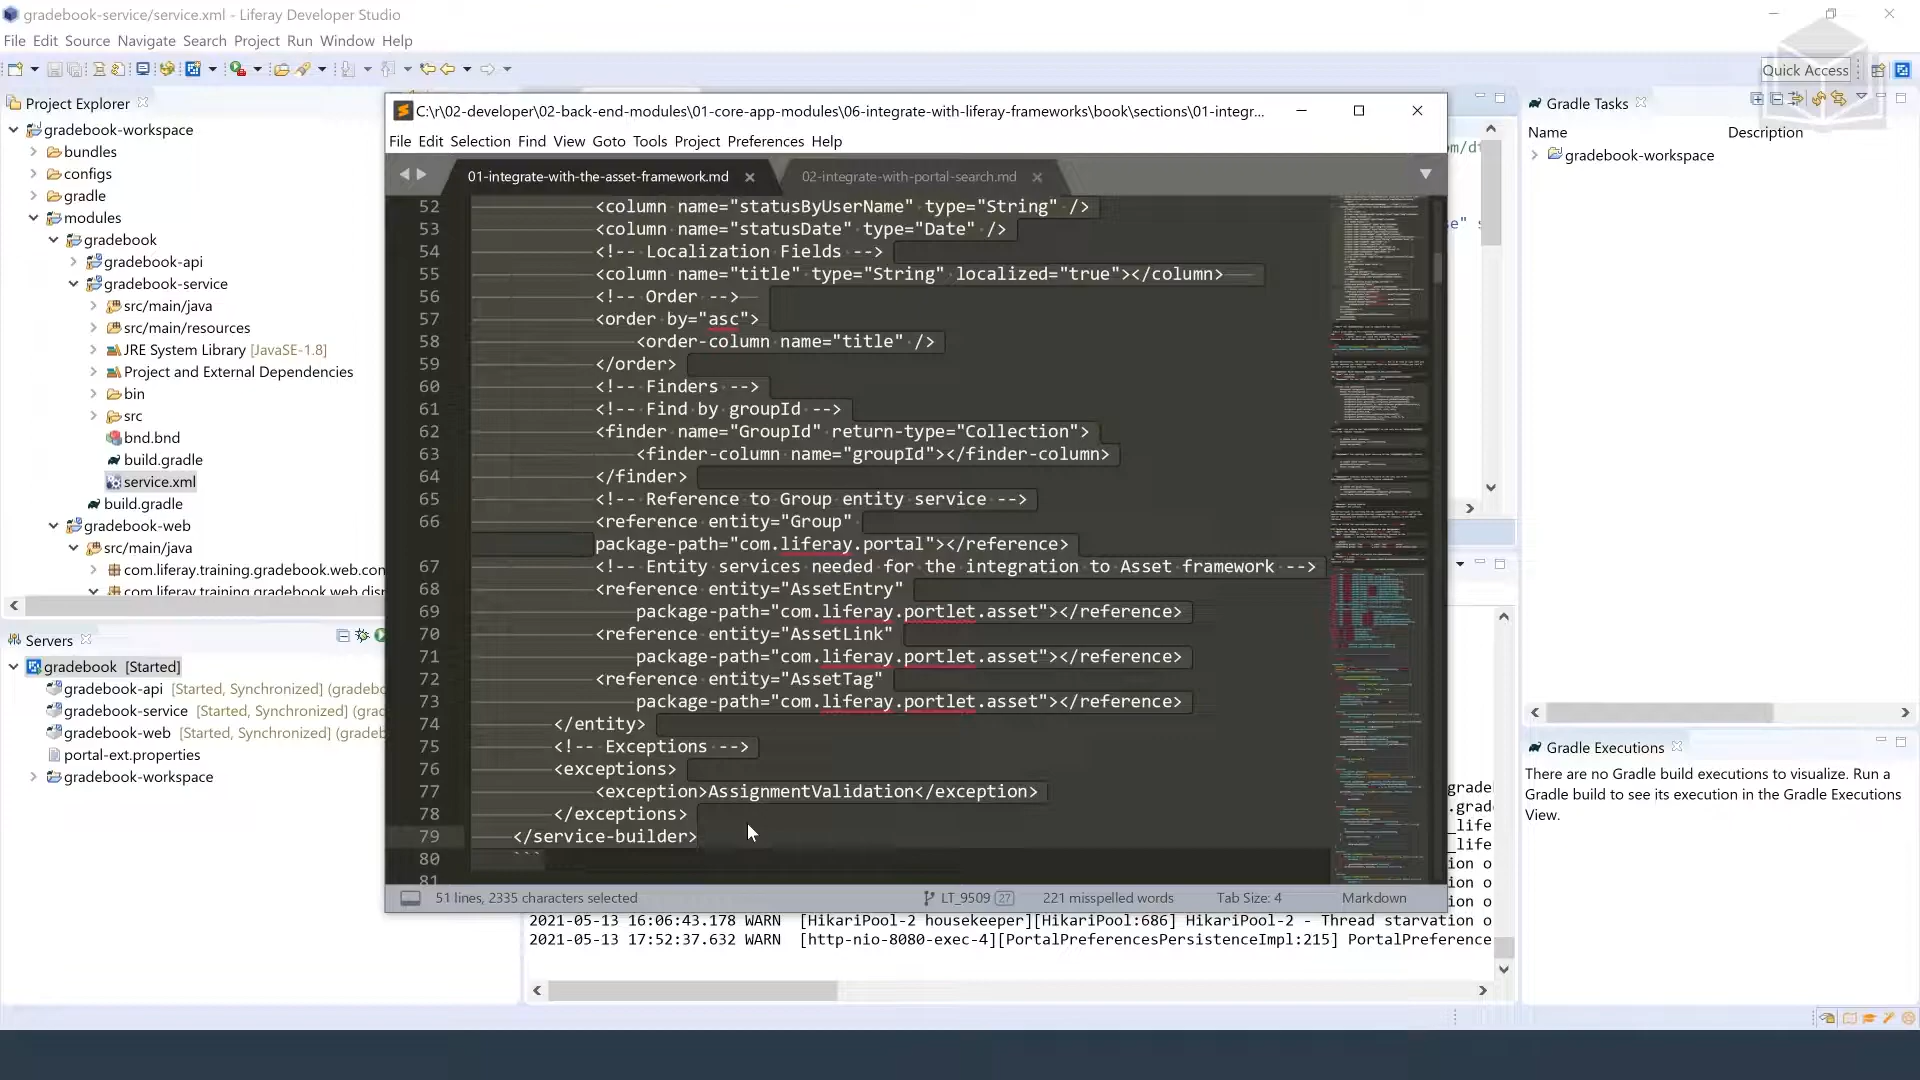 gradebook-service/service.xml - Liferay Developer Studio
File Edit Source Navigate Search Project Run Window Help
Quick Access
Project Explorer
gradebook-workspace
bundles
configs
gradle
modules
gradebook
gradebook-api
gradebook-service
src/main/java
src/main/resources
JRE System Library [JavaSE-1.8]
Project and External Dependencies
bin
src
bnd.bnd
build.gradle
service.xml
build.gradle
gradebook-web
src/main/java
com.liferay.training.gradebook.web.con
com.liferay.training.gradebook.web.disp
Servers
gradebook [Started]
gradebook-api [Started, Synchronized] (gradebo
gradebook-service [Started, Synchronized] (grad
gradebook-web [Started, Synchronized] (gradeb
portal-ext.properties
gradebook-workspace
C:\r\02-developer\02-back-end-modules\01-core-app-modules\06-integrate-with-liferay-frameworks\book\sections\01-integr...
File Edit Selection Find View Goto Tools Project Preferences Help
01-integrate-with-the-asset-framework.md
02-integrate-with-portal-search.md
52 <column name="statusByUserName" type="String" />
53 <column name="statusDate" type="Date" />
54 <!-- Localization Fields -->
55 <column name="title" type="String" localized="true"></column>
56 <!-- Order -->
57 <order by="asc">
58 <order-column name="title" />
59 </order>
60 <!-- Finders -->
61 <!-- Find by groupId -->
62 <finder name="GroupId" return-type="Collection">
63 <finder-column name="groupId"></finder-column>
64 </finder>
65 <!-- Reference to Group entity service -->
66 <reference entity="Group"
package-path="com.liferay.portal"></reference>
67 <!-- Entity services needed for the integration to Asset framework -->
68 <reference entity="AssetEntry"
69 package-path="com.liferay.portlet.asset"></reference>
70 <reference entity="AssetLink"
71 package-path="com.liferay.portlet.asset"></reference>
72 <reference entity="AssetTag"
73 package-path="com.liferay.portlet.asset"></reference>
74 </entity>
75 <!-- Exceptions -->
76 <exceptions>
77 <exception>AssignmentValidation</exception>
78 </exceptions>
79 </service-builder>
80 ```
81
51 lines, 2335 characters selected
LT_9509 27
221 misspelled words
Tab Size: 4
Markdown
2021-05-13 16:06:43.178 WARN [HikariPool-2 housekeeper][HikariPool:686] HikariPool-2 - Thread starvation o
2021-05-13 17:52:37.632 WARN [http-nio-8080-exec-4][PortalPreferencesPersistenceImpl:215] PortalPreference
Gradle Tasks
Name Description
gradebook-workspace
Gradle Executions
There are no Gradle build executions to visualize. Run a
Gradle build to see its execution in the Gradle Executions
View.